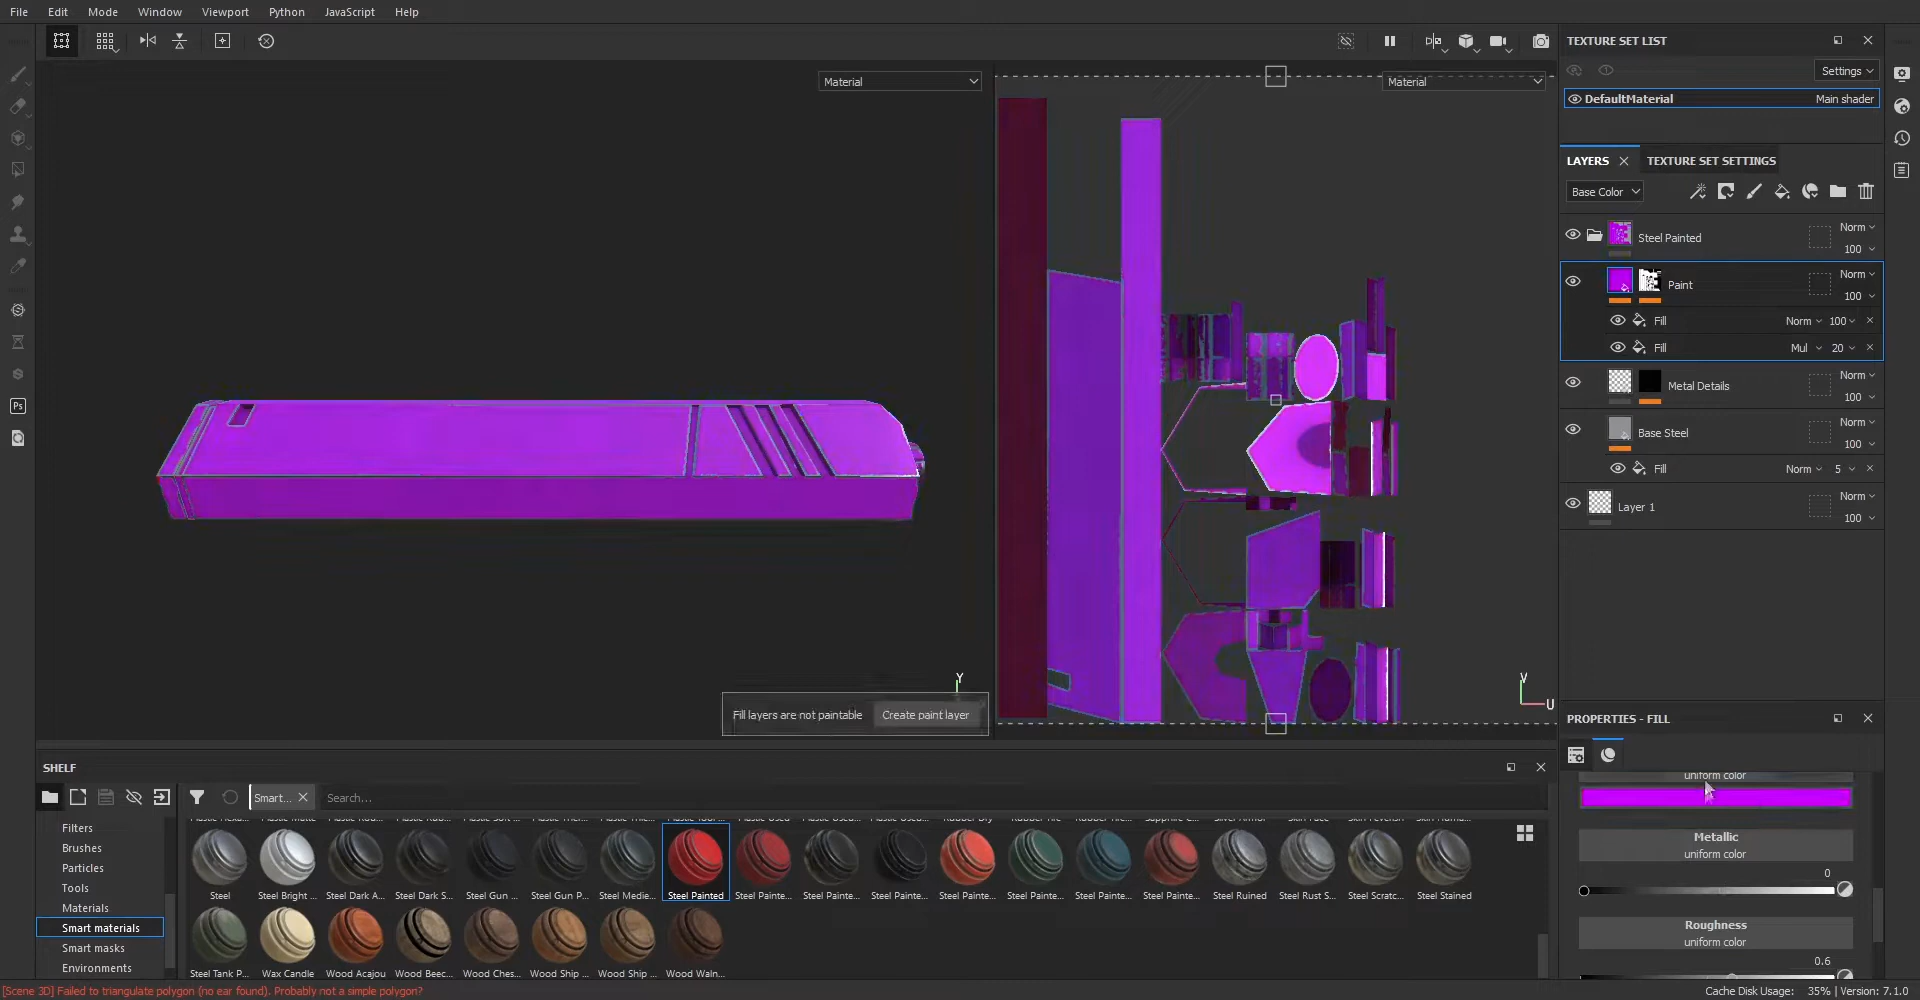 File Edit Mode Window Viewport Python JavaScript Help
Material
Material
TEXTURE SET LIST
Settings
DefaultMaterial Main shader
LAYERS TEXTURE SET SETTINGS
Base Color
Steel Painted Norm 100
Paint Norm 100
Fill Norm 100
Fill Mul 20
Metal Details Norm 100
Base Steel Norm 100
Fill Norm 5
Layer 1 Norm 100
Y
V
U
Fill layers are not paintable Create paint layer
PROPERTIES - FILL
uniform color
Metallic
uniform color
0
Roughness
uniform color
0.6
SHELF
Smart... Search...
Filters
Brushes
Particles
Tools
Materials
Smart materials
Smart masks
Environments
Steel Steel Bright ... Steel Dark A... Steel Dark S... Steel Gun ... Steel Gun P... Steel Medie... Steel Painted Steel Painte... Steel Painte... Steel Painte... Steel Painte... Steel Painte... Steel Painte... Steel Painte... Steel Ruined Steel Rust S... Steel Scratc... Steel Stained
Steel Tank P... Wax Candle Wood Acajou Wood Beec... Wood Ches... Wood Ship ... Wood Ship ... Wood Waln...
[Scene 3D] Failed to triangulate polygon (no ear found). Probably not a simple polygon?
Cache Disk Usage: 35% | Version: 7.1.0